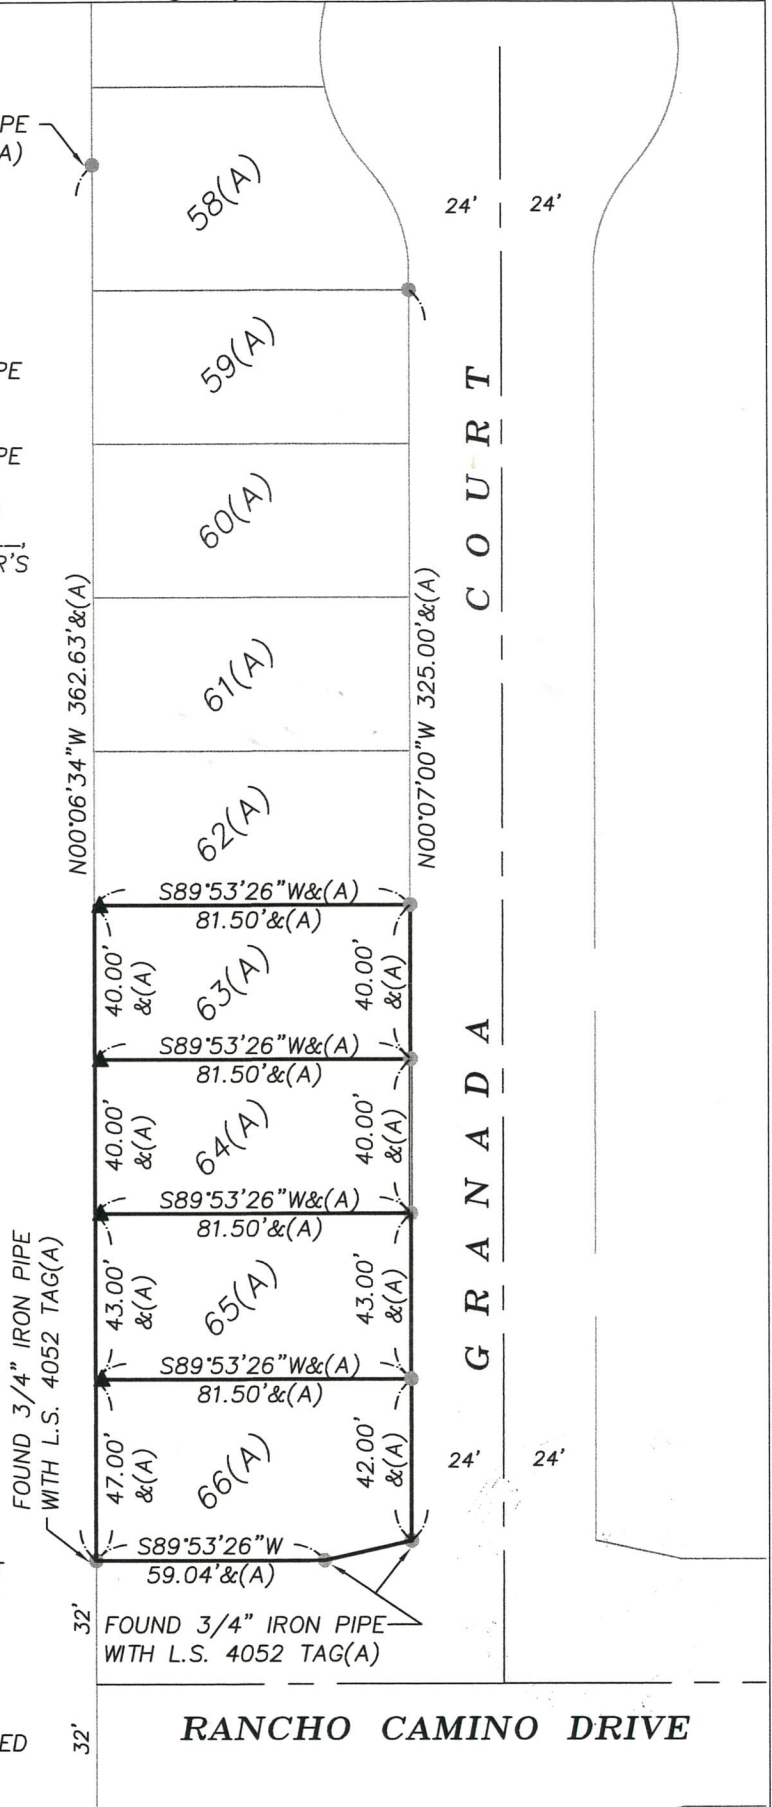 PE
A)
58(A)
24'
24'
PE
59(A)
PE
R'S
60(A)
N00°06'34"W 362.63'&(A)
N00°07'00"W 325.00'&(A)
COURT
61(A)
62(A)
S89°53'26"W&(A)
81.50'&(A)
40.00'
&(A)
63(A)
40.00'
&(A)
S89°53'26"W&(A)
81.50'&(A)
40.00'
&(A)
64(A)
40.00'
&(A)
GRANADA
S89°53'26"W&(A)
81.50'&(A)
43.00'
&(A)
65(A)
43.00'
&(A)
S89°53'26"W&(A)
81.50'&(A)
47.00'
&(A)
66(A)
42.00'
&(A)
24'
24'
FOUND 3/4" IRON PIPE
WITH L.S. 4052 TAG(A)
S89°53'26"W
59.04'&(A)
32'
FOUND 3/4" IRON PIPE
WITH L.S. 4052 TAG(A)
32'
RANCHO CAMINO DRIVE
ED